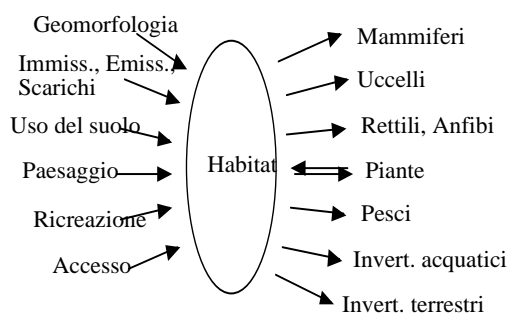 Geomorfologia
Immiss., Emiss.,
Scarichi
Uso del suolo
Paesaggio
Ricreazione
Accesso
Habitat
Mammiferi
Uccelli
Rettili, Anfibi
Piante
Pesci
Invert. acquatici
Invert. terrestri